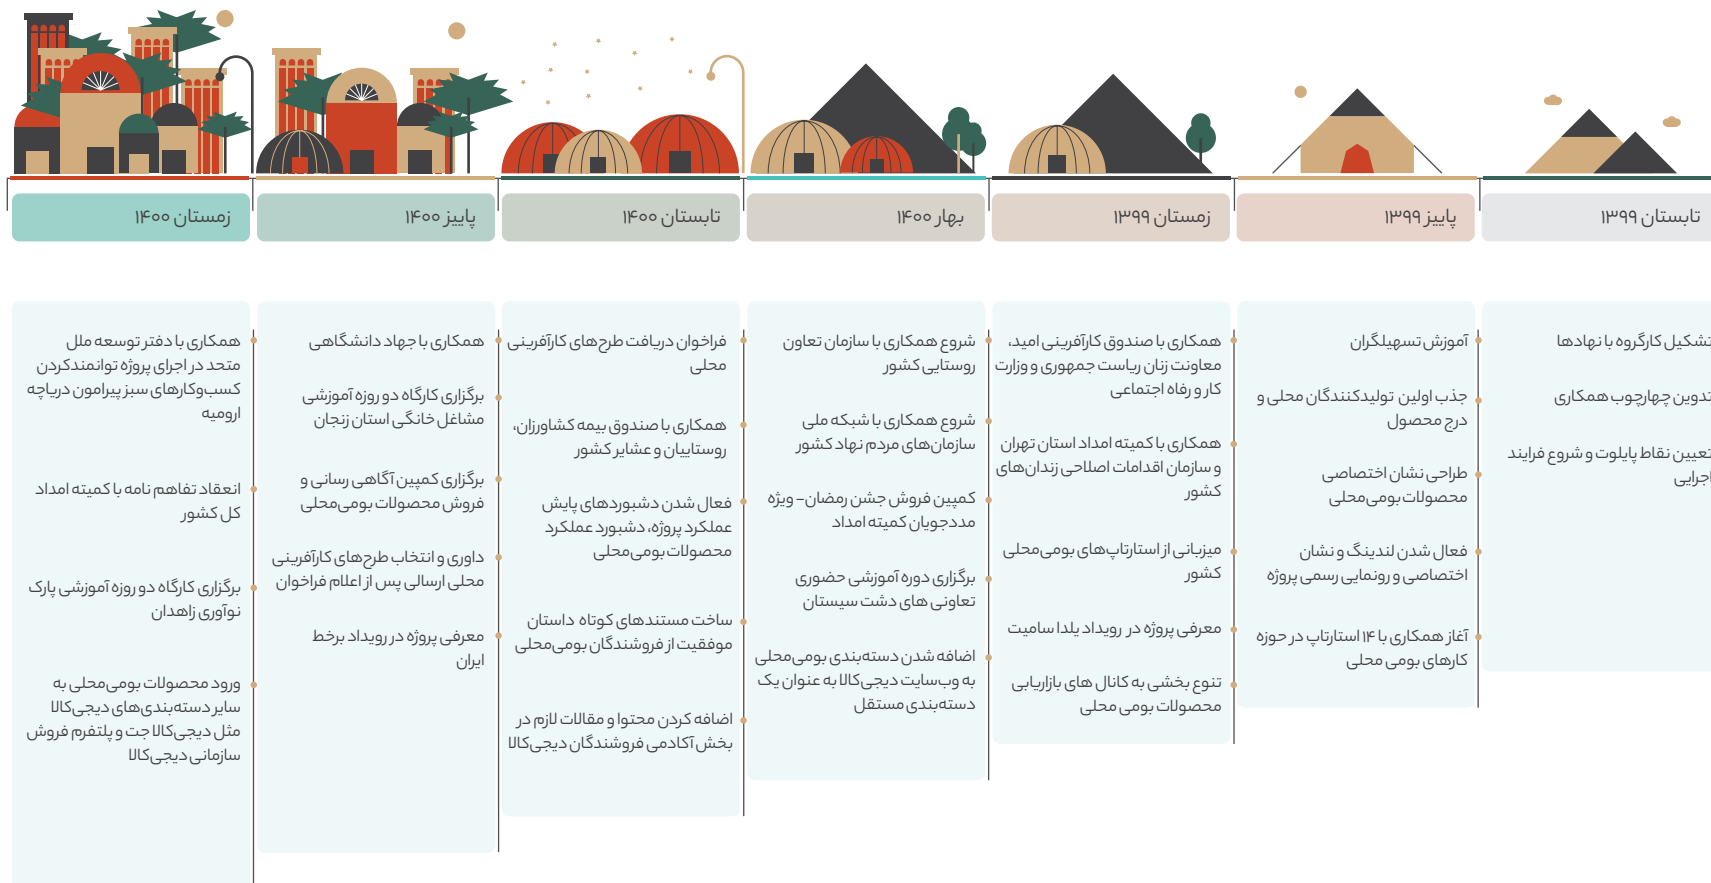 تابستان ۱۳۹۹
تشکیل کارگروه با نهادها
تدوین چهارچوب همکاری
تعیین نقاط پایلوت و شروع فرایند
اجرایی
پاییز ۱۳۹۹
آموزش تسهیلگران
جذب اولین تولیدکنندگان محلی و
درج محصول
طراحی نشان اختصاصی
محصولات بومی‌محلی
فعال شدن لندینگ و نشان
اختصاصی و رونمایی رسمی پروژه
آغاز همکاری با ۱۴ استارتاپ در حوزه
کارهای بومی محلی
زمستان ۱۳۹۹
همکاری با صندوق کارآفرینی امید،
معاونت زنان ریاست جمهوری و وزارت
کار و رفاه اجتماعی
همکاری با کمیته امداد استان تهران
و سازمان اقدامات اصلاحی زندان‌های
کشور
میزبانی از استارتاپ‌های بومی‌محلی
کشور
معرفی پروژه در رویداد یلدا سامیت
تنوع بخشی به کانال های بازاریابی
محصولات بومی محلی
بهار ۱۴۰۰
شروع همکاری با سازمان تعاون
روستایی کشور
شروع همکاری با شبکه ملی
سازمان‌های مردم نهاد کشور
کمپین فروش جشن رمضان- ویژه
مددجویان کمیته امداد
برگزاری دوره آموزشی حضوری
تعاونی های دشت سیستان
اضافه شدن دسته‌بندی بومی‌محلی
به وب‌سایت دیجی‌کالا به عنوان یک
دسته‌بندی مستقل
تابستان ۱۴۰۰
فراخوان دریافت طرح‌های کارآفرینی
محلی
همکاری با صندوق بیمه کشاورزان،
روستاییان و عشایر کشور
فعال شدن دشبوردهای پایش
عملکرد پروژه، دشبورد عملکرد
محصولات بومی‌محلی
ساخت مستندهای کوتاه داستان
موفقیت از فروشندگان بومی‌محلی
اضافه کردن محتوا و مقالات لازم در
بخش آکادمی فروشندگان دیجی‌کالا
پاییز ۱۴۰۰
همکاری با جهاد دانشگاهی
برگزاری کارگاه دو روزه آموزشی
مشاغل خانگی استان زنجان
برگزاری کمپین آگاهی رسانی و
فروش محصولات بومی‌محلی
داوری و انتخاب طرح‌های کارآفرینی
محلی ارسالی پس از اعلام فراخوان
معرفی پروژه در رویداد برخط
ایران
زمستان ۱۴۰۰
همکاری با دفتر توسعه ملل
متحد در اجرای پروژه توانمندکردن
کسب‌وکارهای سبز پیرامون دریاچه
ارومیه
انعقاد تفاهم نامه با کمیته امداد
کل کشور
برگزاری کارگاه دو روزه آموزشی پارک
نوآوری زاهدان
ورود محصولات بومی‌محلی به
سایر دسته‌بندی‌های دیجی‌کالا
مثل دیجی‌کالا جت و پلتفرم فروش
سازمانی دیجی‌کالا